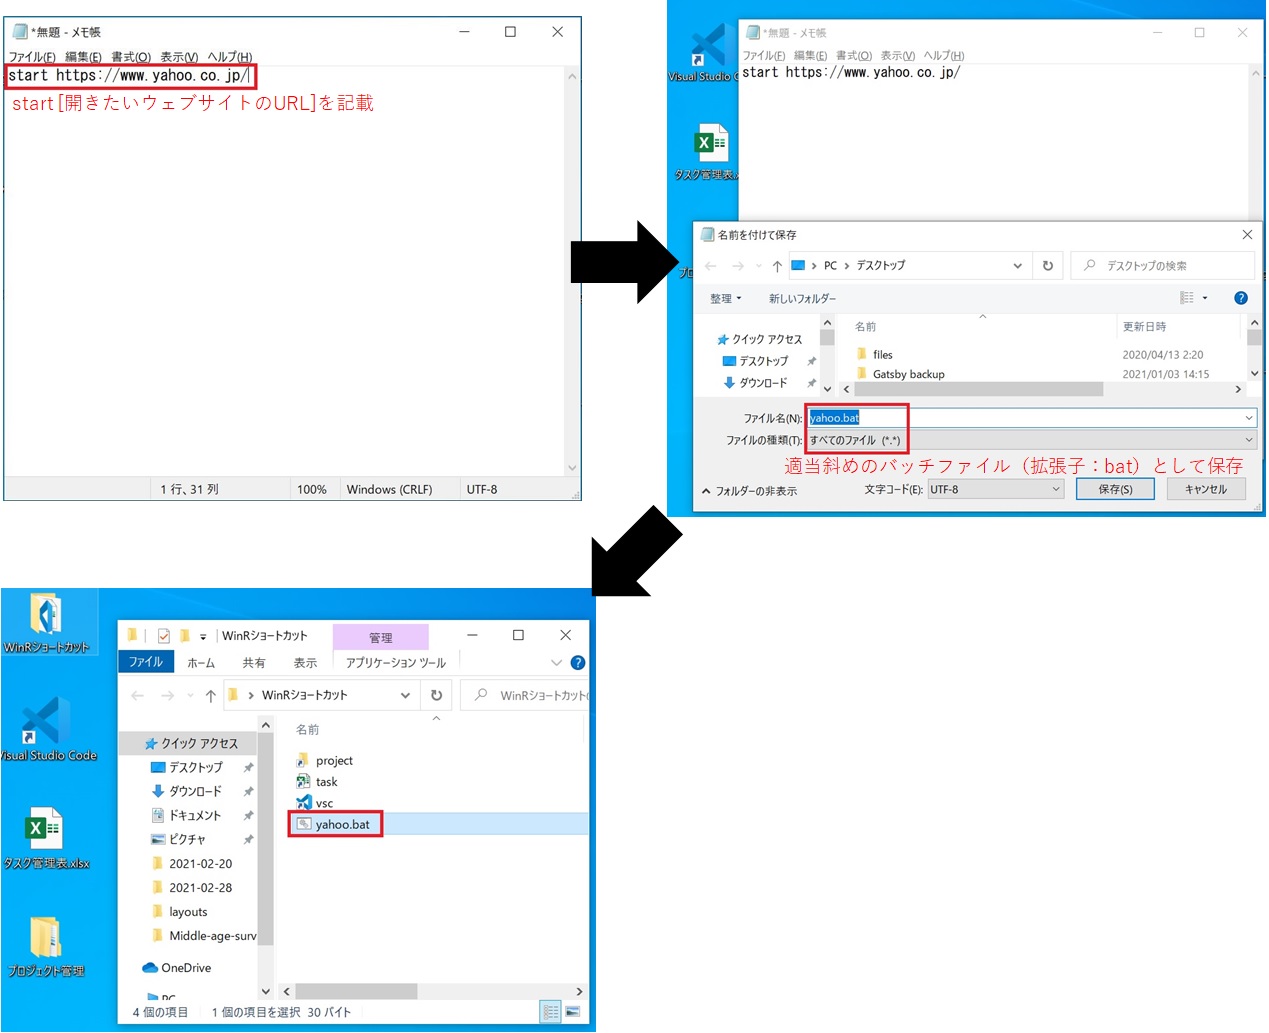 *無題 - メモ帳
ファイル(F) 編集(E) 書式(O) 表示(V) ヘルプ(H)
start https://www.yahoo.co.jp/
start [開きたいウェブサイトのURL]を記載
1 行、31 列 100% Windows (CRLF) UTF-8
Visual Studio C
タスク管理表.x
プロ
*無題 - メモ帳
ファイル(F) 編集(E) 書式(O) 表示(V) ヘルプ(H)
start https://www.yahoo.co.jp/
名前を付けて保存
PC デスクトップ
デスクトップの検索
整理 新しいフォルダー
名前 更新日時
クイック アクセス
デスクトップ
ダウンロード
files 2020/04/13 2:20
Gatsby backup 2021/01/03 14:15
ファイル名(N): yahoo.bat
ファイルの種類(T): すべてのファイル (*.*)
適当斜めのバッチファイル（拡張子：bat）として保存
フォルダーの非表示 文字コード(E): UTF-8 保存(S) キャンセル
WinRショートカット
Visual Studio Code
タスク管理表.xlsx
プロジェクト管理
WinRショートカット 管理
ファイル ホーム 共有 表示 アプリケーション ツール
WinRショートカット
WinRショートカット(
名前
クイック アクセス
デスクトップ
ダウンロード
ドキュメント
ピクチャ
2021-02-20
2021-02-28
layouts
Middle-age-surv
OneDrive
PC
project
task
vsc
yahoo.bat
4 個の項目 1 個の項目を選択 30 バイト